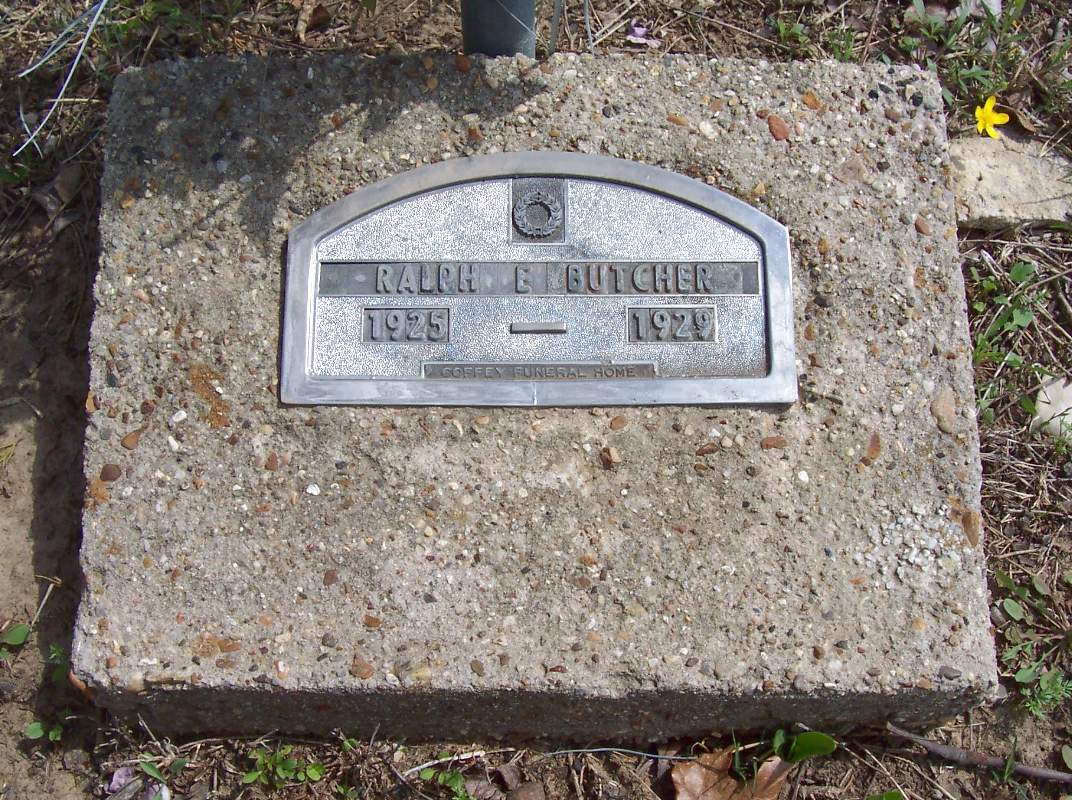 RALPH E BUTCHER
1925 — 1929
COFFEY FUNERAL HOME